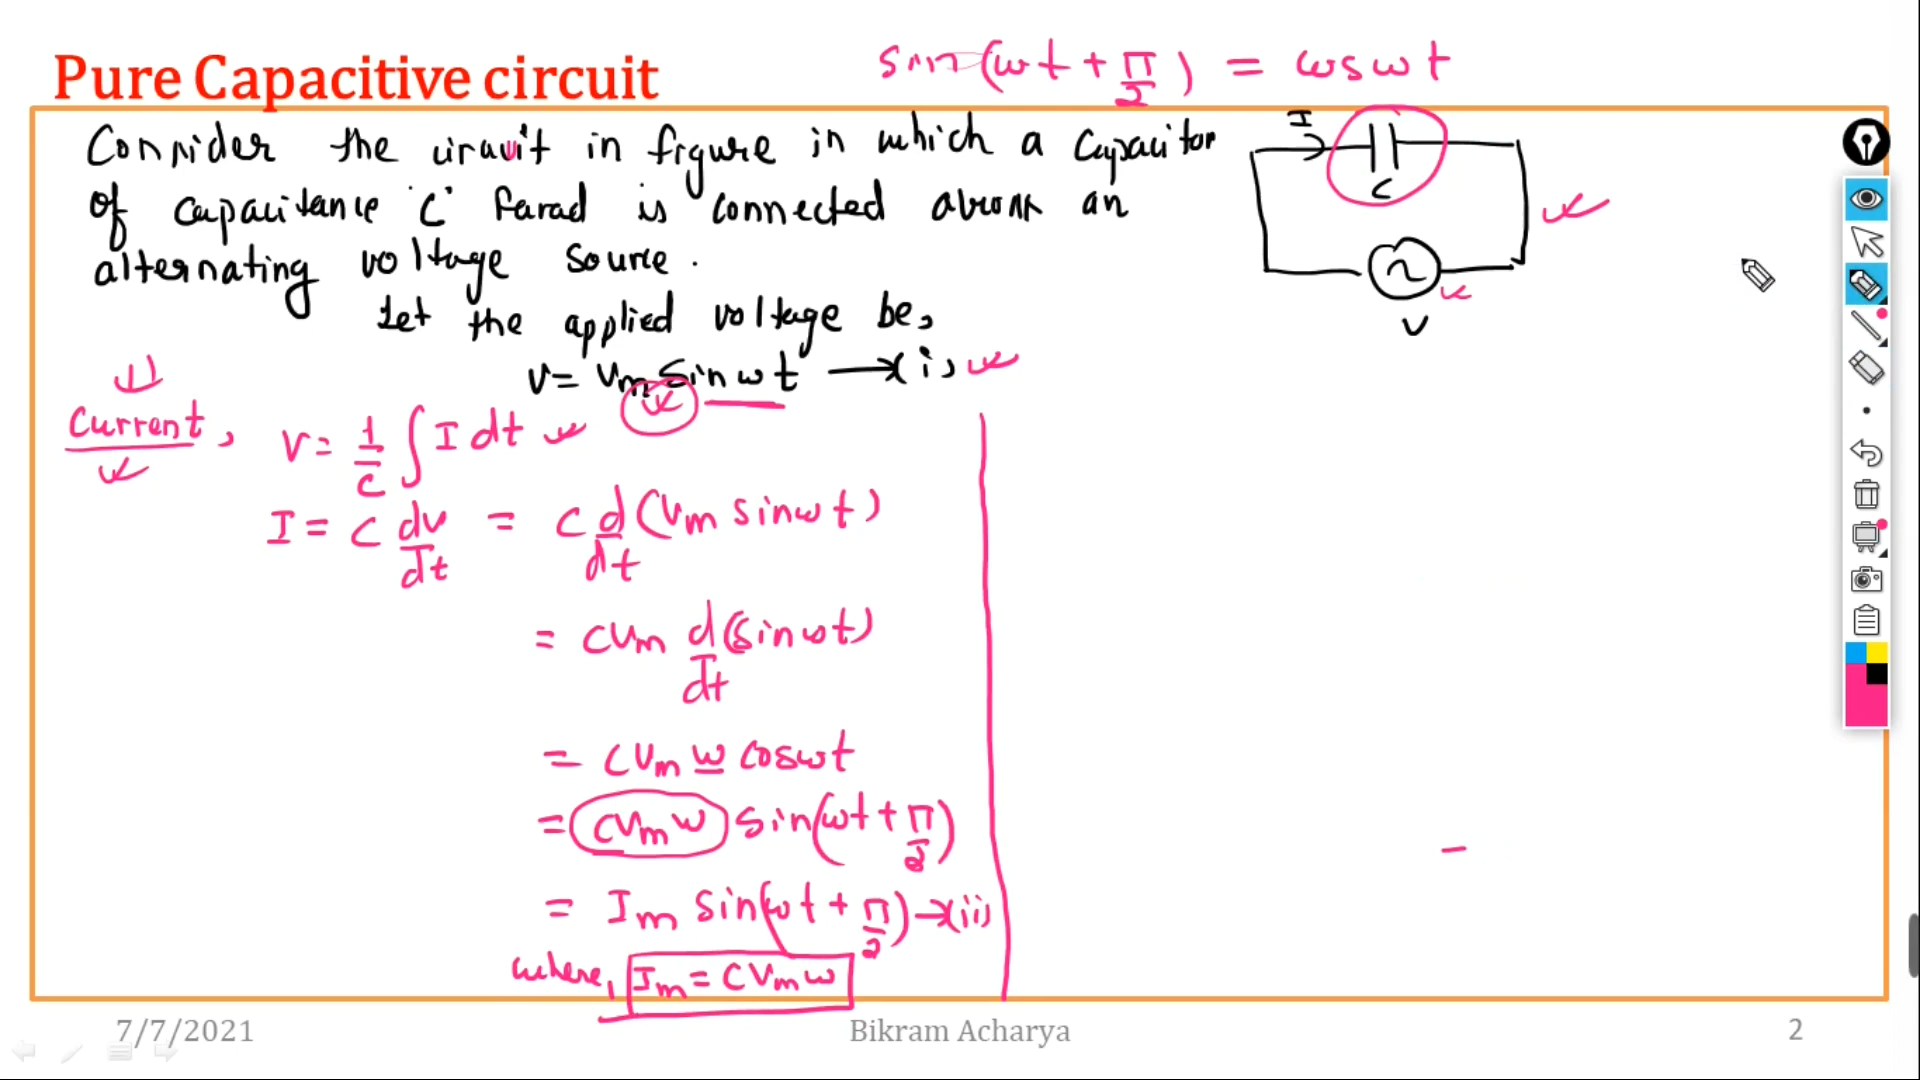 sin(ωt + π/2) = cosωt
Pure Capacitive circuit
Consider the circuit in figure in which a capacitor
of capacitance 'C' farad is connected across an
alternating voltage source.
Let the applied voltage be,
v = vm sinωt → (i)
I
C
V
Current,
v = 1/c ∫ I dt
I = C dv/dt = C d/dt (vm sinωt)
= Cvm d/dt (sinωt)
= Cvm ω cosωt
= Cvmω sin(ωt + π/2)
= Im sin(ωt + π/2) → (ii)
where, Im = CVmω
7/7/2021
Bikram Acharya
2